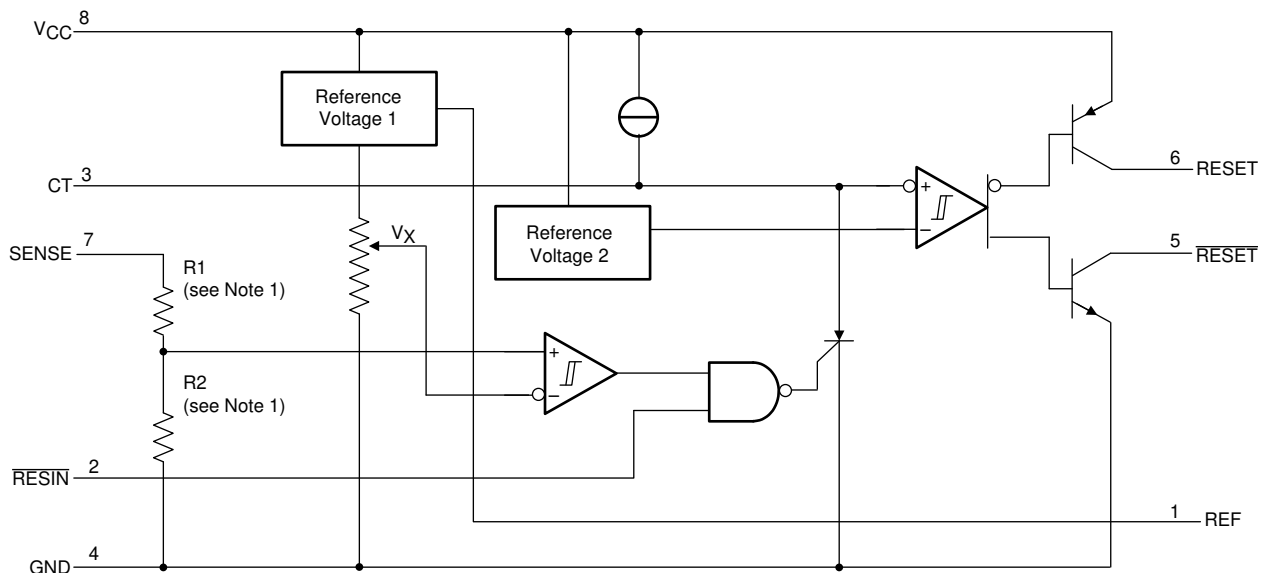 VCC 8
Reference
Voltage 1
CT 3
6 RESET
SENSE 7
VX
Reference
Voltage 2
+
−
5 RESET
R1
(see Note 1)
+
−
R2
(see Note 1)
RESIN 2
1 REF
GND 4